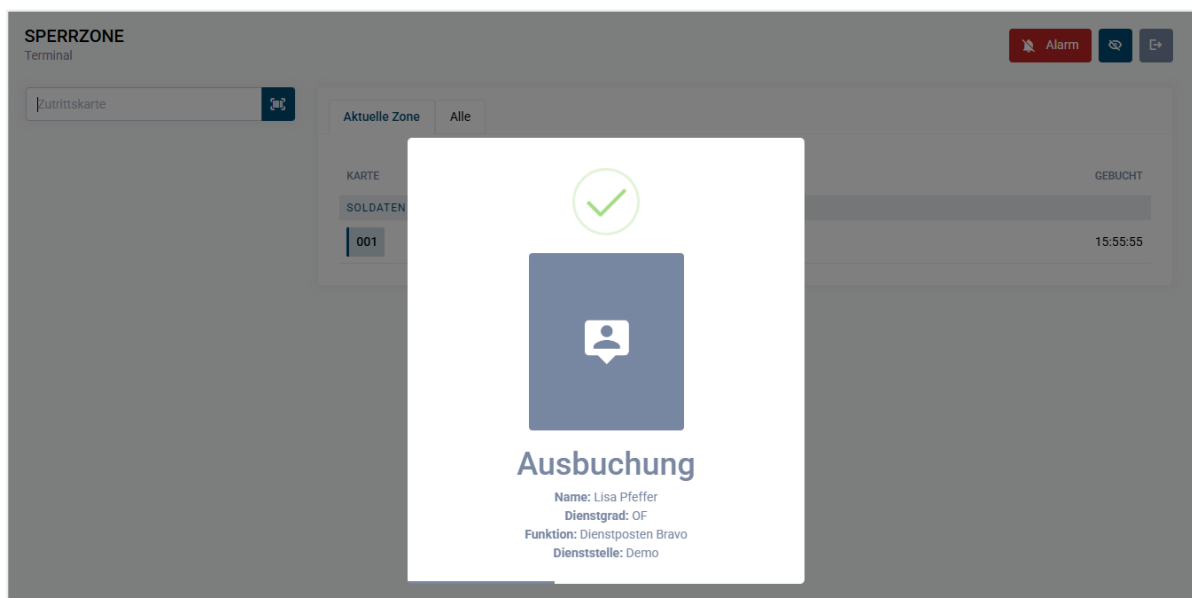 SPERRZONE
Terminal
Alarm
Zutrittskarte
Aktuelle Zone Alle
KARTE GEBUCHT
SOLDATEN
001 15:55:55
Ausbuchung
Name: Lisa Pfeffer
Dienstgrad: OF
Funktion: Dienstposten Bravo
Dienststelle: Demo